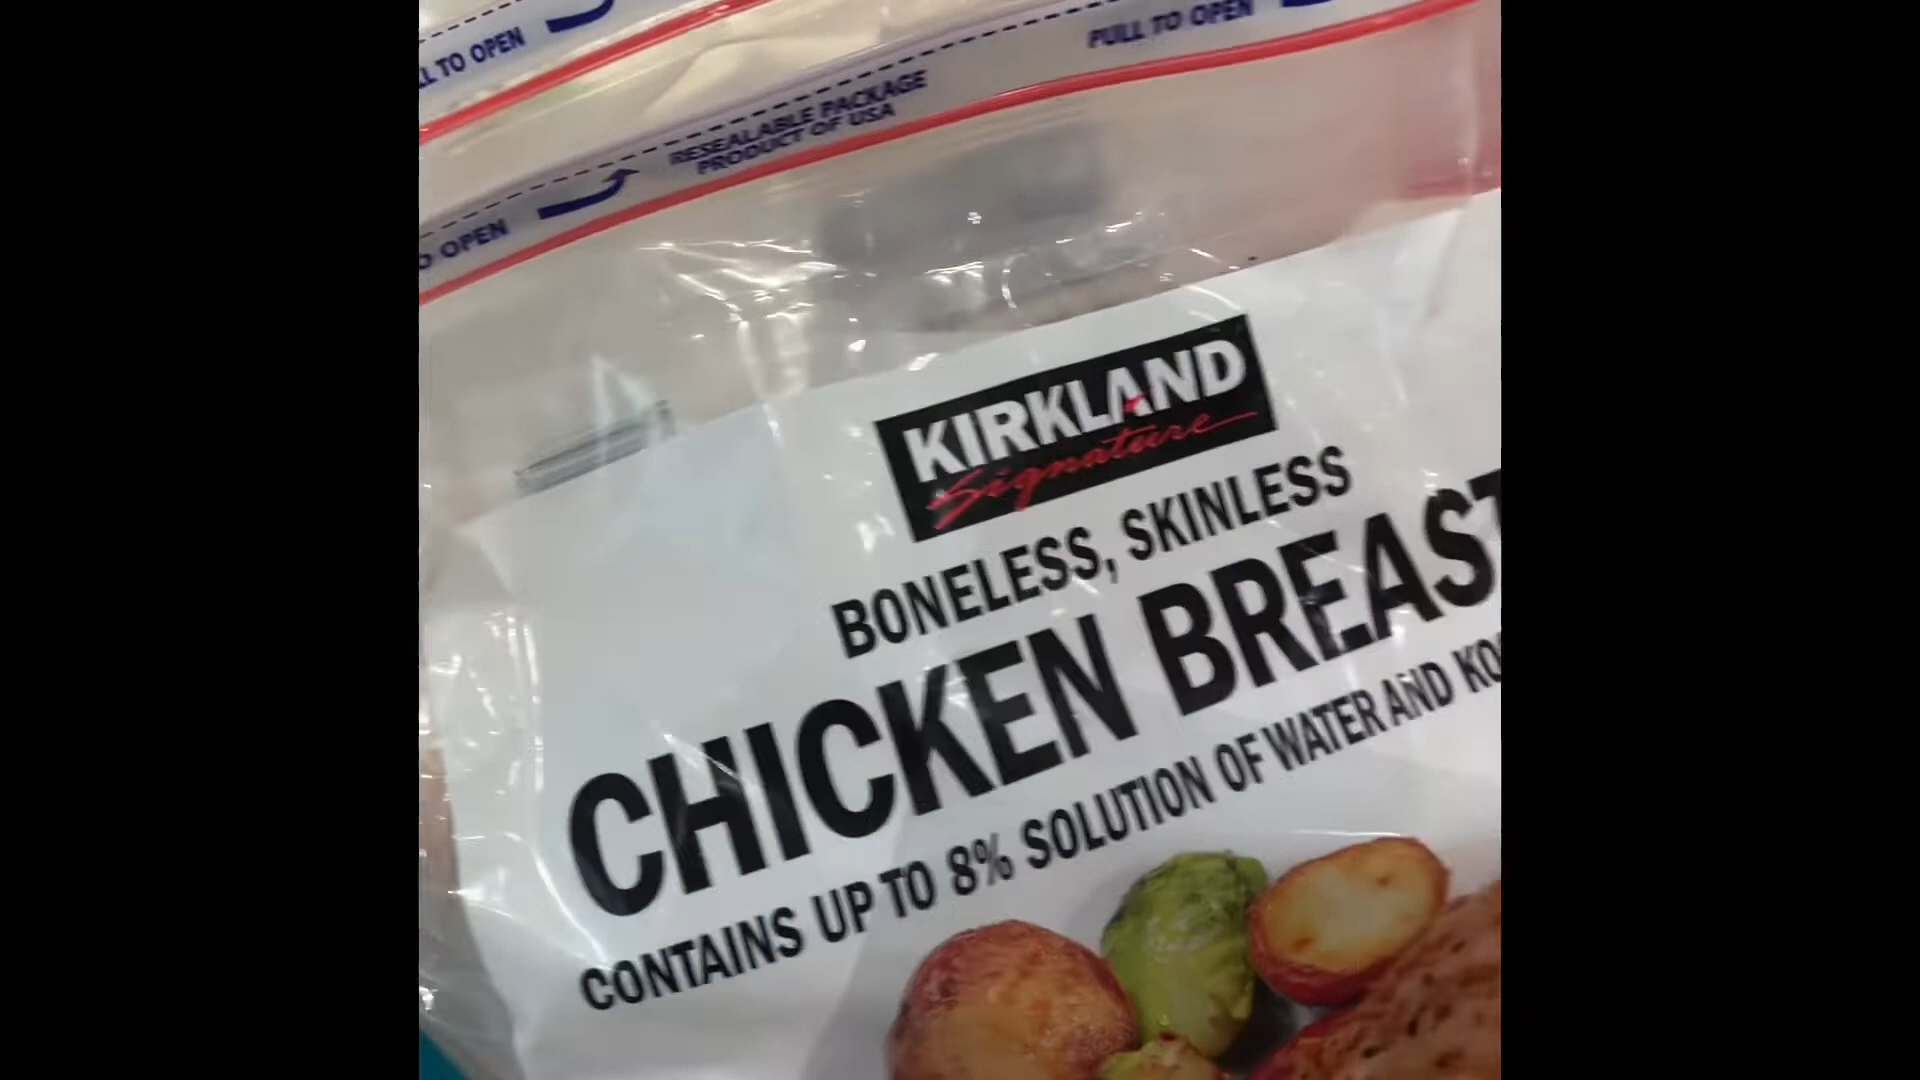 LL TO OPEN
PULL TO OPEN
RESEALABLE PACKAGE
PRODUCT OF USA
O OPEN
KIRKLAND
Signature
BONELESS, SKINLESS
CHICKEN BREAST
CONTAINS UP TO 8% SOLUTION OF WATER AND KO